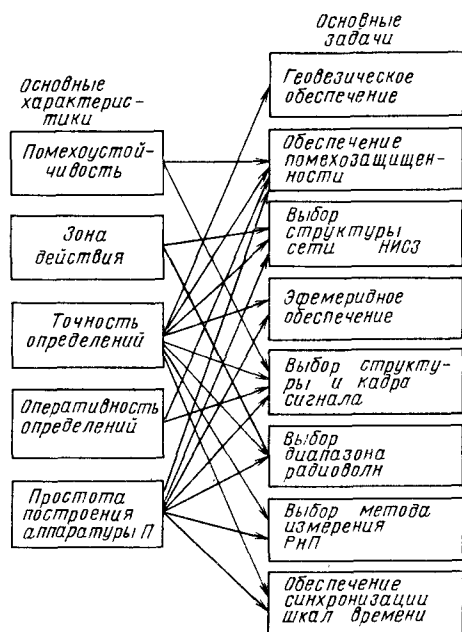 Основные
задачи
Основные
характерис-
тики
Помехоустой-
чивость
Зона
действия
Точность
определений
Оперативность
определений
Простота
построения
аппаратуры П
Геодезическое
обеспечение
Обеспечение
помехозащищен-
ности
Выбор
структуры
сети НИСЗ
Эфемеридное
обеспечение
Выбор структу-
ры и кадра
сигнала
Выбор
диапазона
радиоволн
Выбор метода
измерения
РНП
Обеспечение
синхронизации
шкал времени